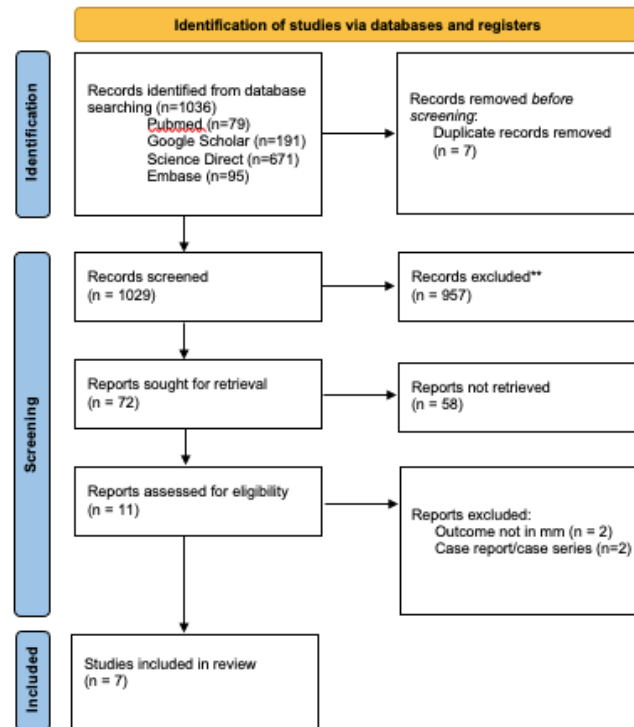 Identification of studies via databases and registers
Identification
Records identified from database
searching (n=1036)
Pubmed (n=79)
Google Scholar (n=191)
Science Direct (n=671)
Embase (n=95)
Records removed before
screening:
Duplicate records removed
(n = 7)
Screening
Records screened
(n = 1029)
Records excluded**
(n = 957)
Reports sought for retrieval
(n = 72)
Reports not retrieved
(n = 58)
Reports assessed for eligibility
(n = 11)
Reports excluded:
Outcome not in mm (n = 2)
Case report/case series (n=2)
Included
Studies included in review
(n = 7)